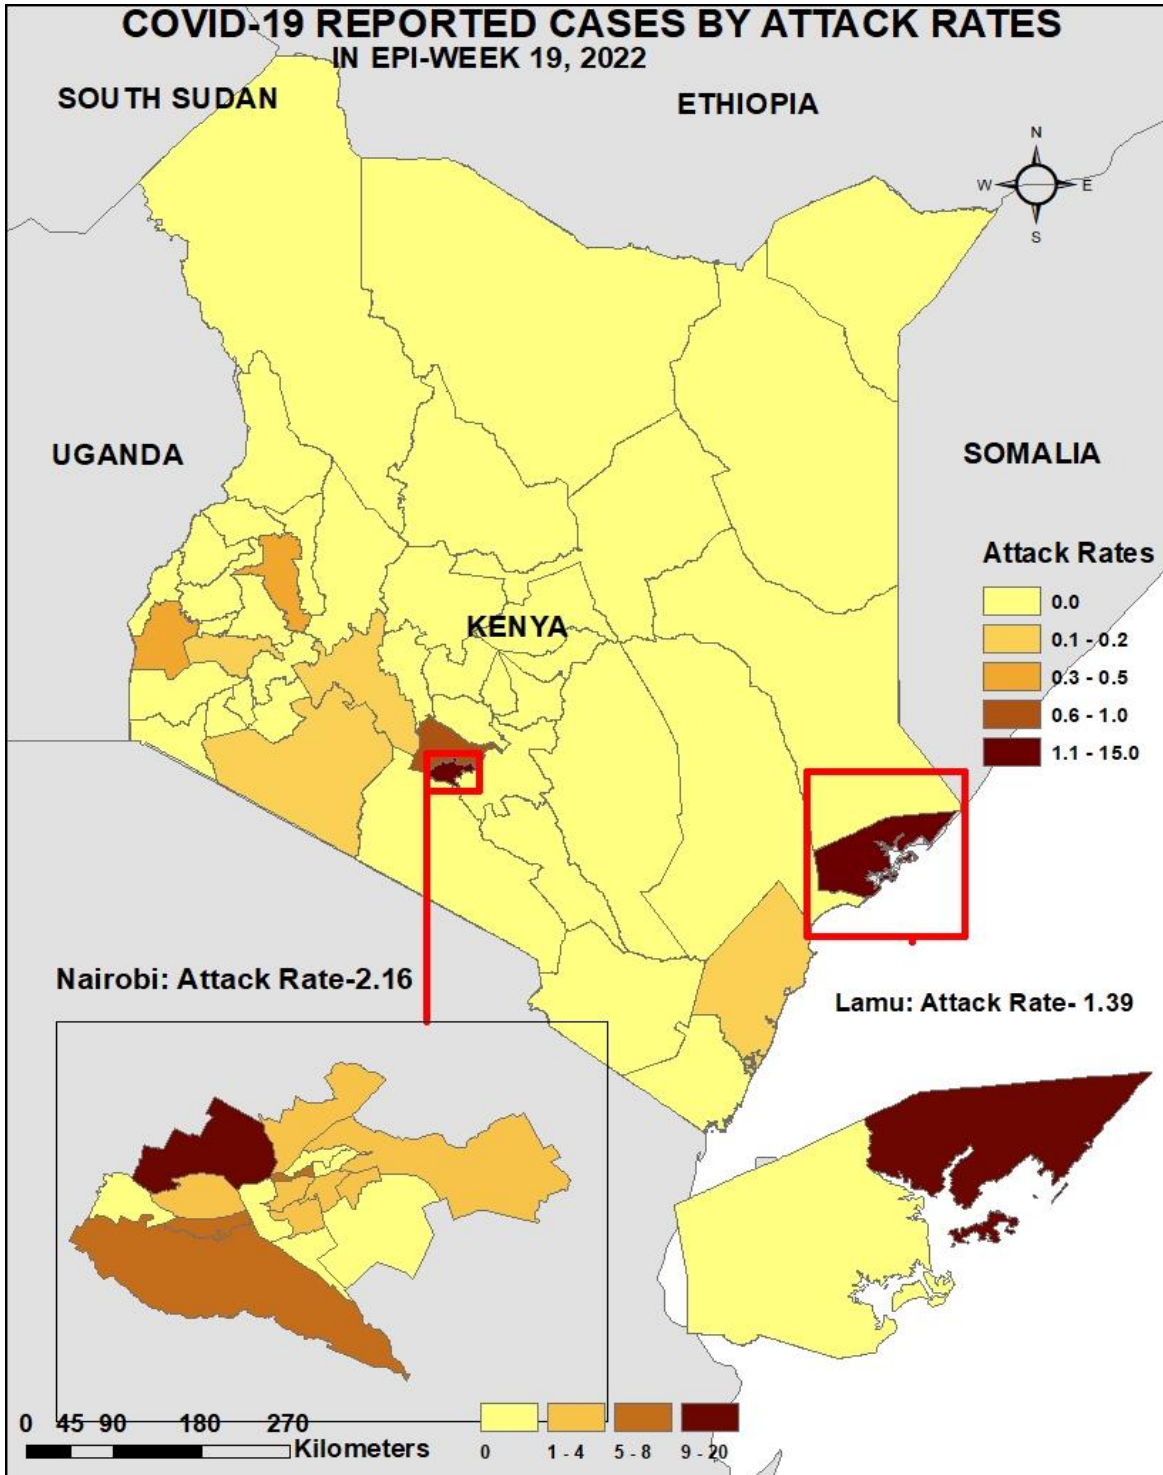 COVID-19 REPORTED CASES BY ATTACK RATES
IN EPI-WEEK 19, 2022
SOUTH SUDAN
ETHIOPIA
N
W
E
S
UGANDA
SOMALIA
KENYA
Attack Rates
0.0
0.1 - 0.2
0.3 - 0.5
0.6 - 1.0
1.1 - 15.0
Nairobi: Attack Rate-2.16
Lamu: Attack Rate- 1.39
0 45 90 180 270
Kilometers
0 1 - 4 5 - 8 9 - 20